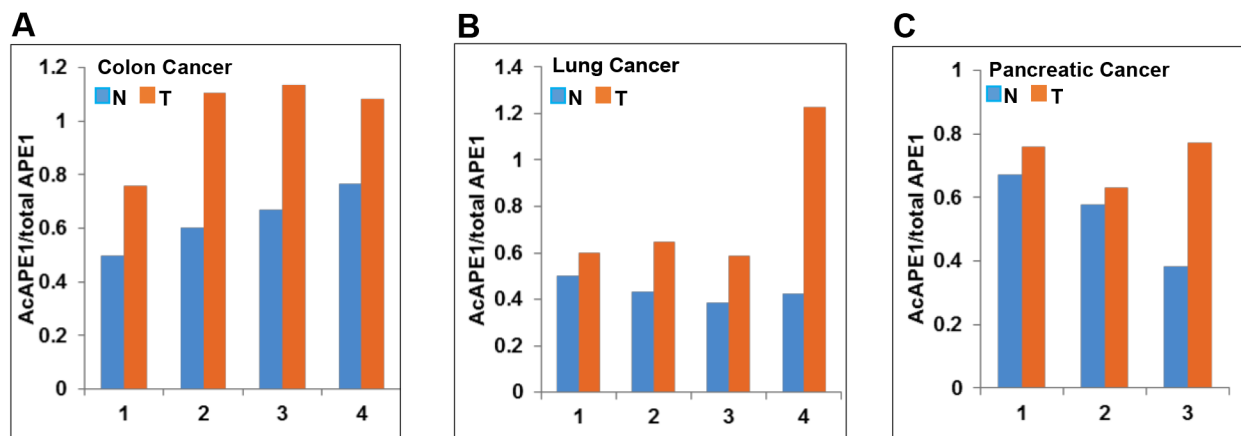 A
Colon Cancer
N T
AcAPE1/total APE1
1.2
1
0.8
0.6
0.4
0.2
0
1 2 3 4
B
Lung Cancer
N T
AcAPE1/total APE1
1.4
1.2
1
0.8
0.6
0.4
0.2
0
1 2 3 4
C
Pancreatic Cancer
N T
AcAPE1/total APE1
1
0.8
0.6
0.4
0.2
0
1 2 3